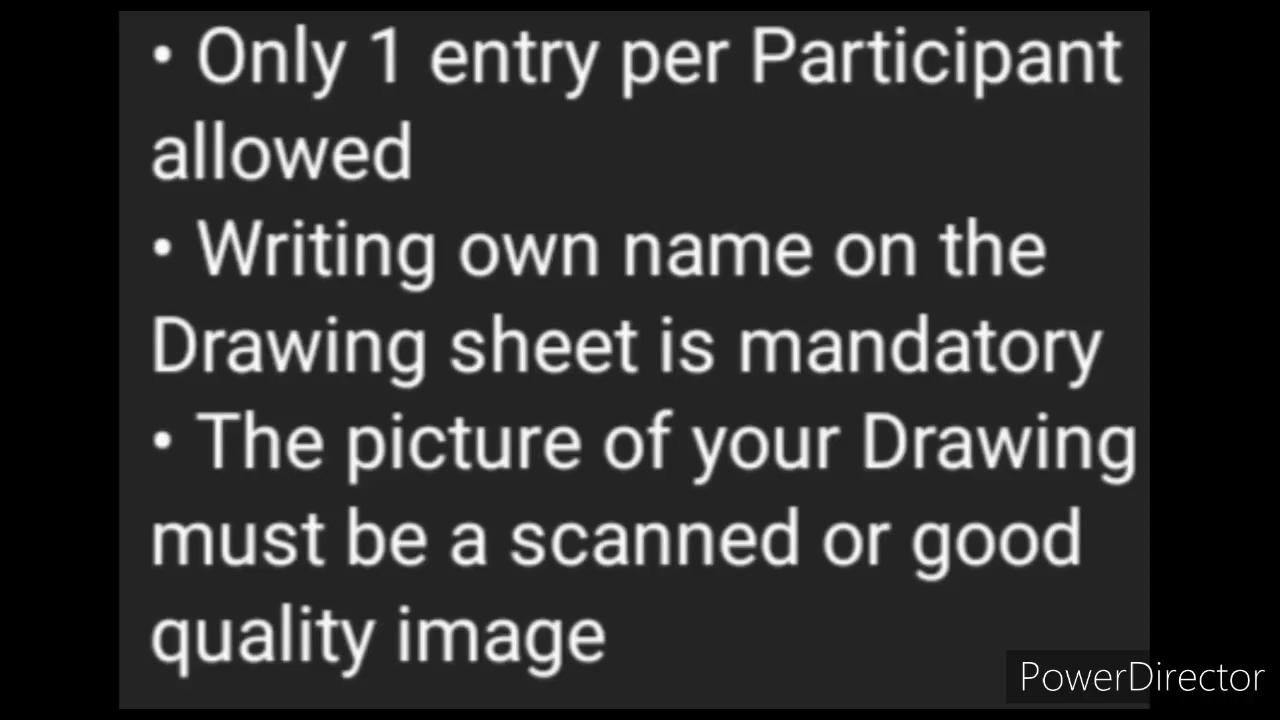 • Only 1 entry per Participant
allowed
• Writing own name on the
Drawing sheet is mandatory
• The picture of your Drawing
must be a scanned or good
quality image
PowerDirector